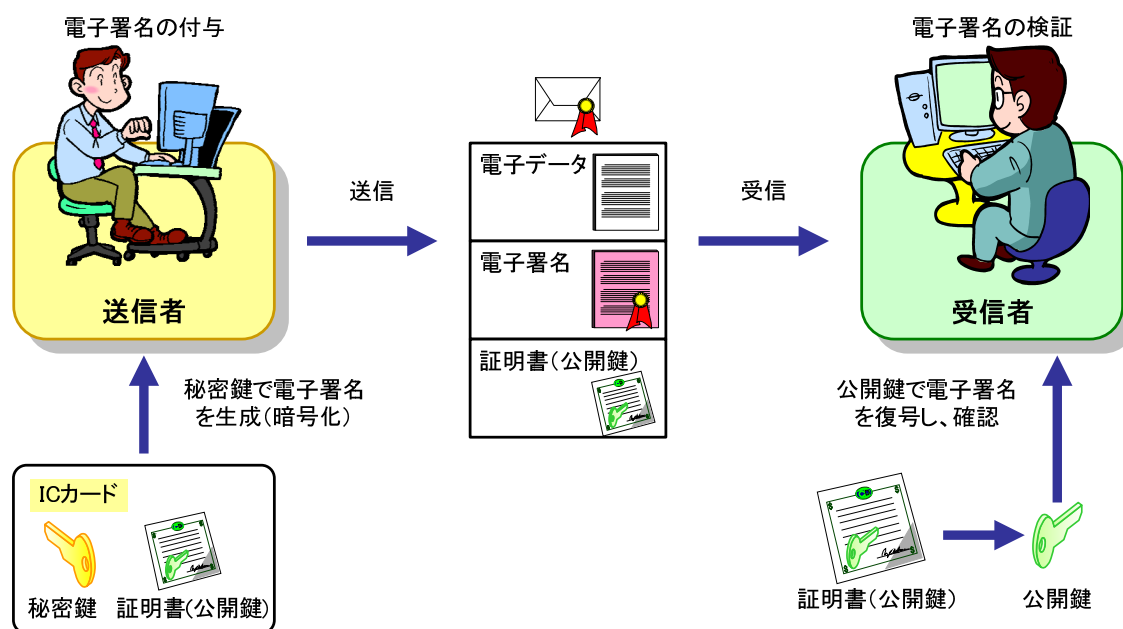 電子署名の付与
電子署名の検証
電子データ
送信
受信
電子署名
送信者
受信者
証明書(公開鍵)
秘密鍵で電子署名
を生成(暗号化)
公開鍵で電子署名
を復号し、確認
ICカード
秘密鍵
証明書(公開鍵)
証明書(公開鍵)
公開鍵